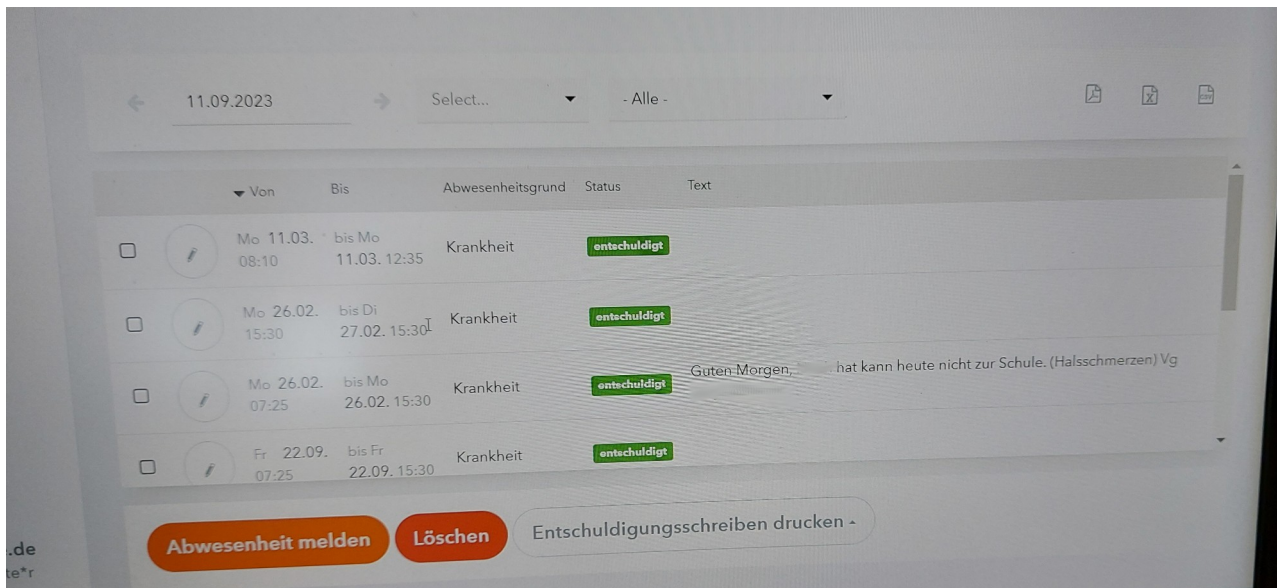 11.09.2023 Select... - Alle -
Von Bis Abwesenheitsgrund Status Text
Mo 11.03. bis Mo
08:10 11.03. 12:35 Krankheit entschuldigt
Mo 26.02. bis Di
15:30 27.02. 15:30 Krankheit entschuldigt
Mo 26.02. bis Mo
07:25 26.02. 15:30 Krankheit entschuldigt Guten Morgen, hat kann heute nicht zur Schule. (Halsschmerzen) Vg
Fr 22.09. bis Fr
07:25 22.09. 15:30 Krankheit entschuldigt
Abwesenheit melden Löschen Entschuldigungsschreiben drucken
.de
te*r